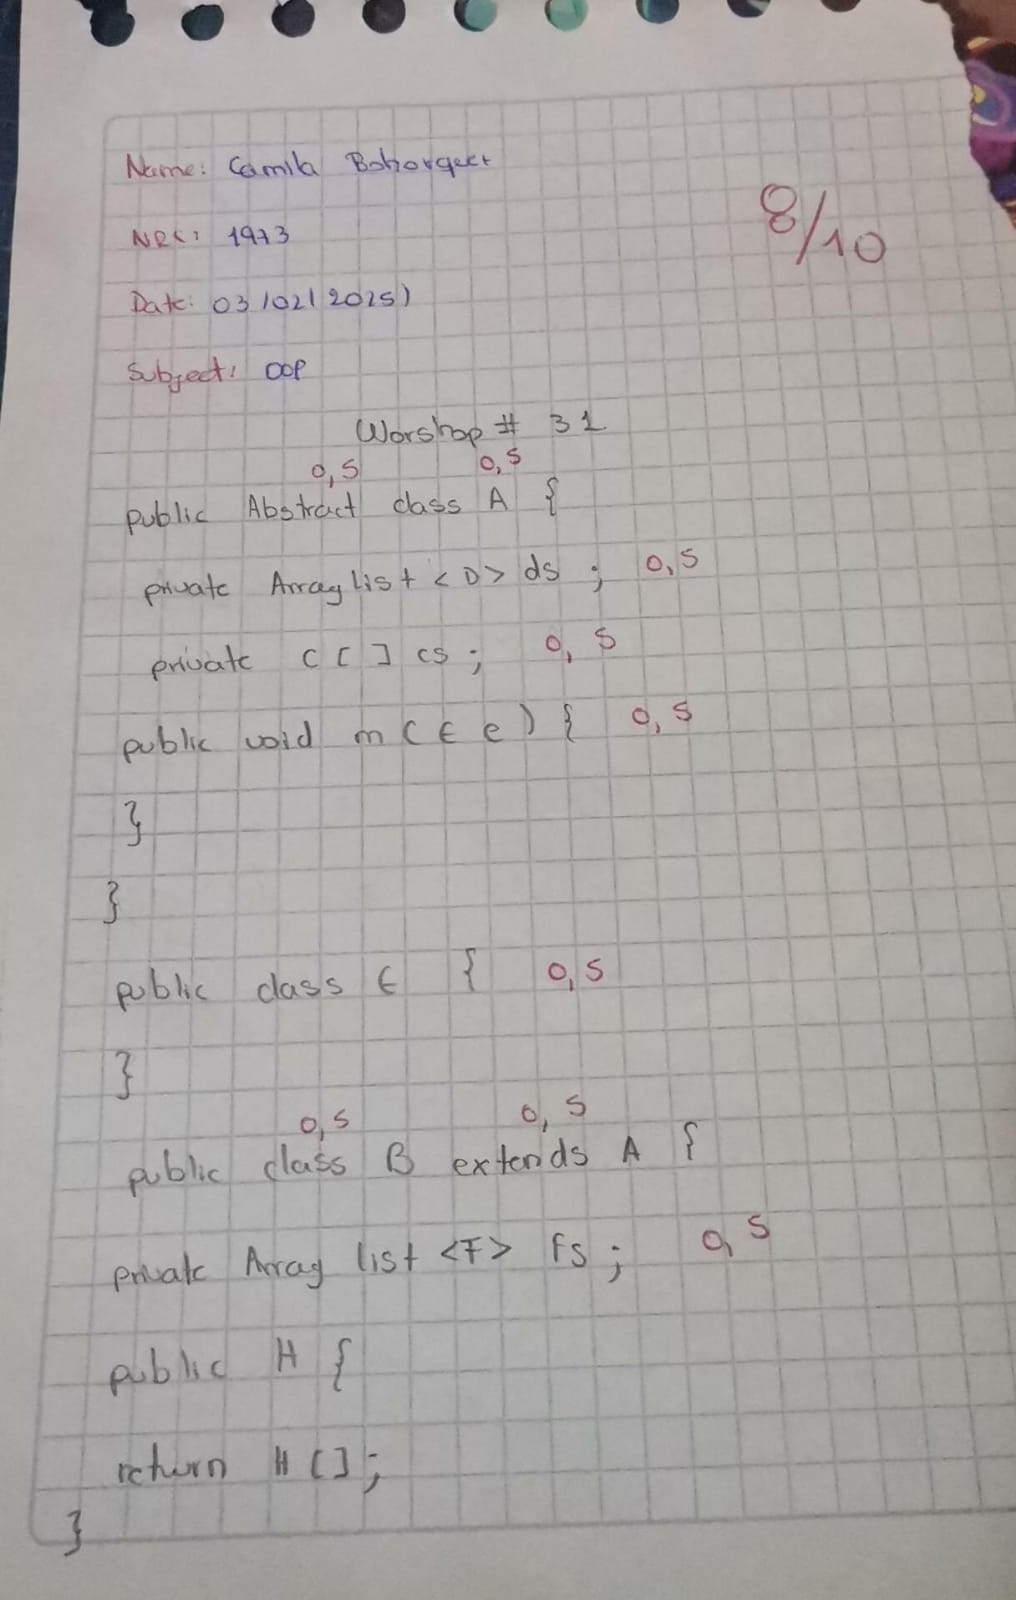 Name: Camila Bohorquez
NRC: 1973
8/10
Date: 03/02/2025)
Subject: OOP
Worshop # 31
0,5 0,5
public Abstract class A {
private Array list <D> ds ; 0,5
private C [ ] cs ; 0,5
public void m ( E e ) { 0,5
}
}
public class E { 0,5
}
0,5 0,5
public class B extends A {
private Array list <F> fs ; 0,5
public H {
return H [ ] ;
}